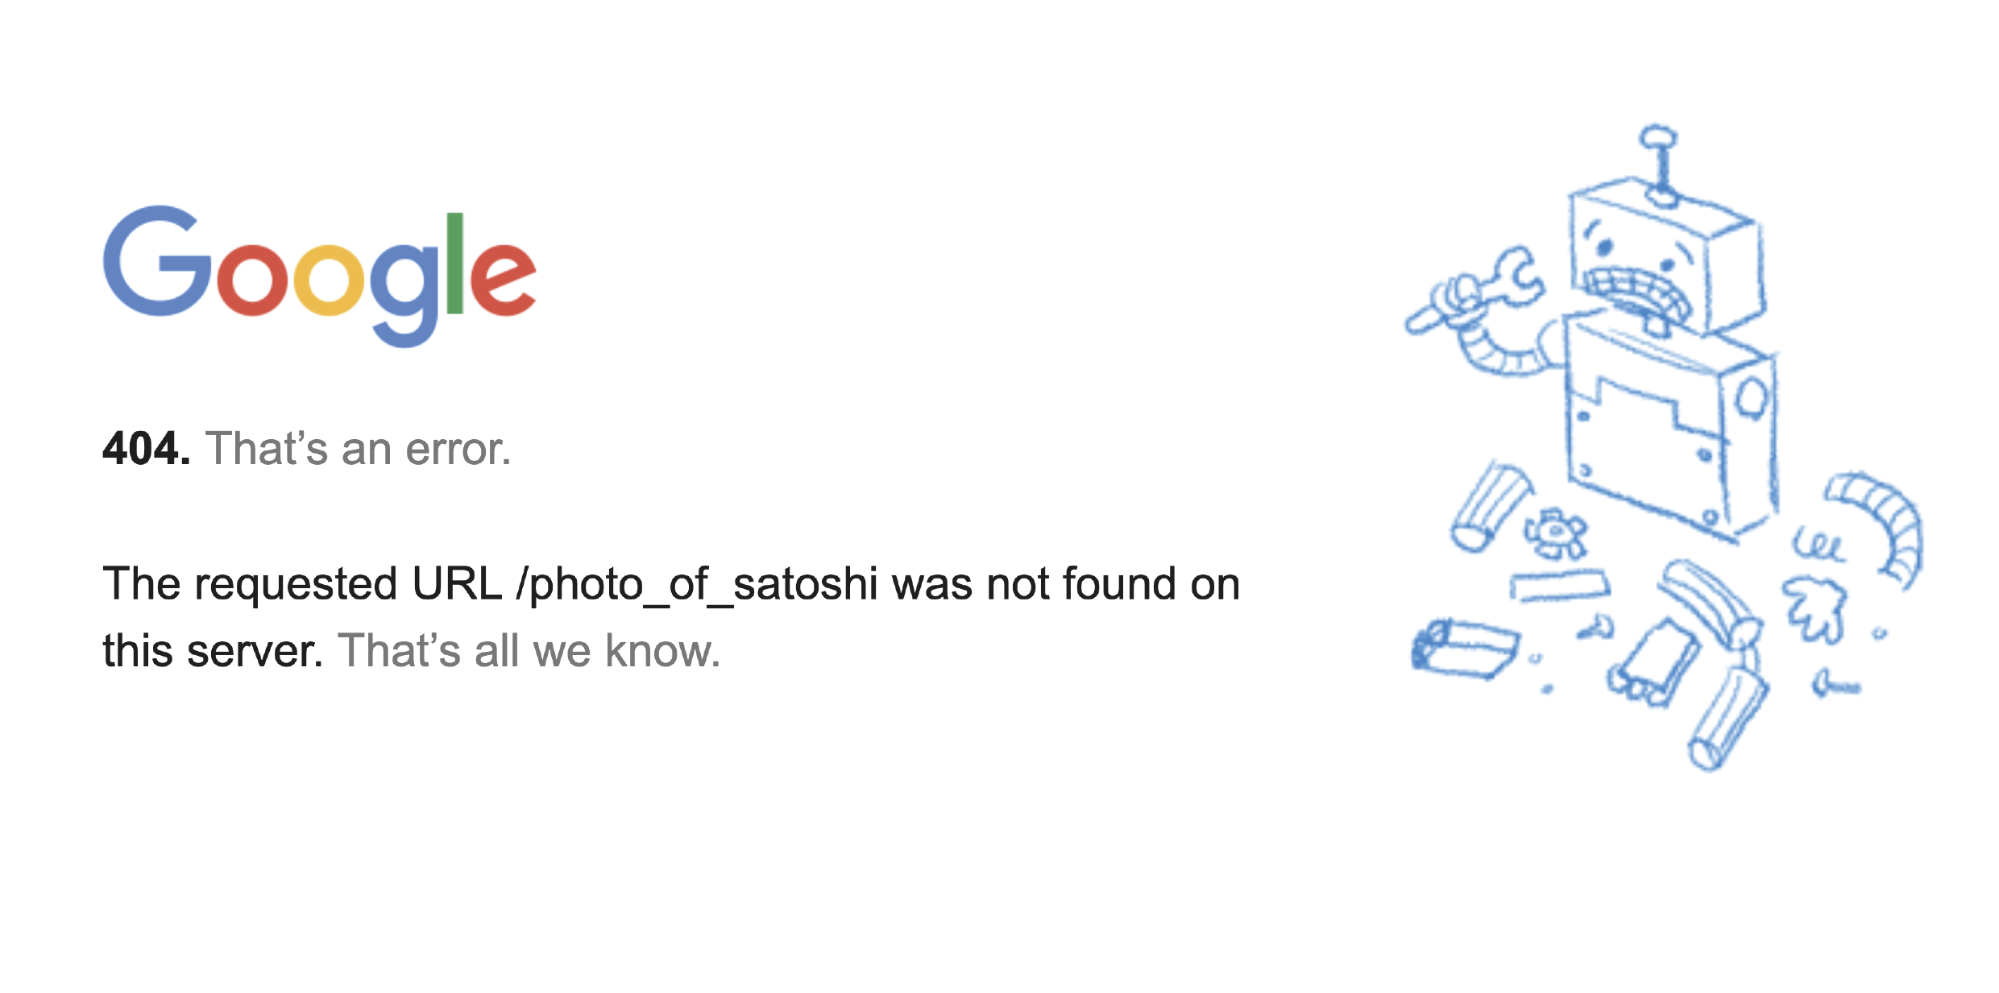 Google
404. That’s an error.
The requested URL /photo_of_satoshi was not found on
this server. That’s all we know.